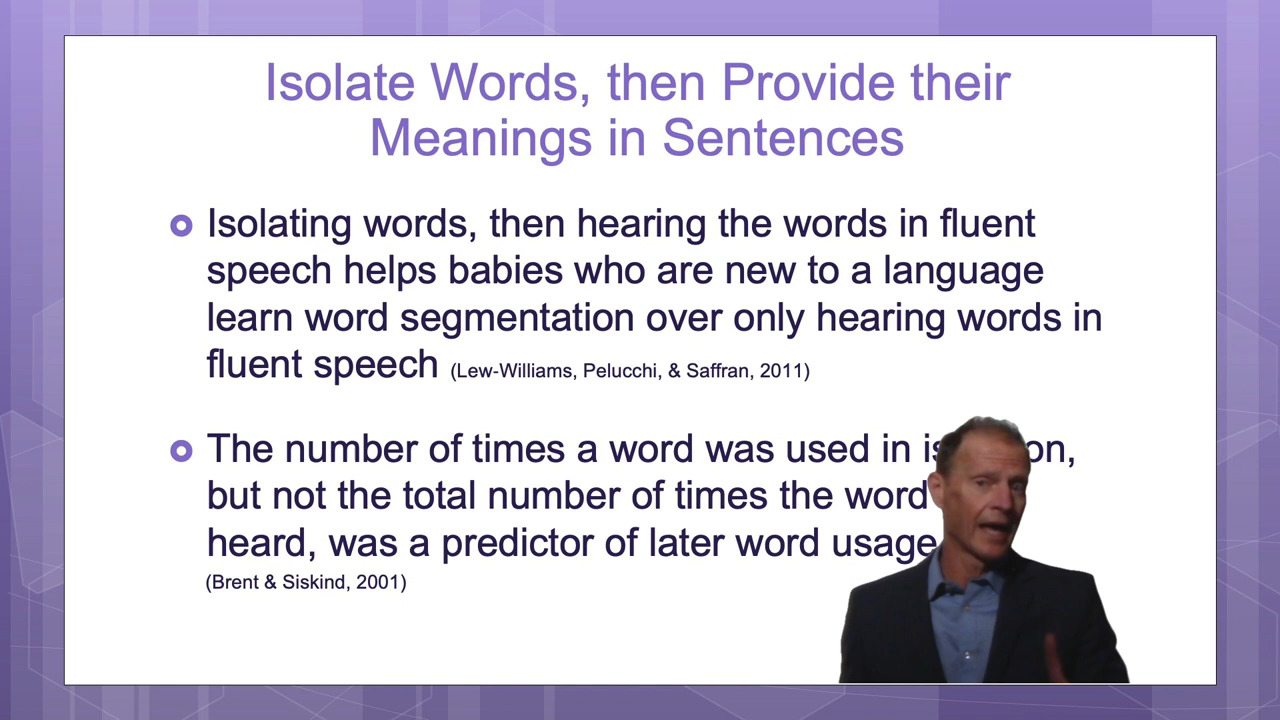 Isolate Words, then Provide their
Meanings in Sentences
Isolating words, then hearing the words in fluent
speech helps babies who are new to a language
learn word segmentation over only hearing words in
fluent speech (Lew-Williams, Pelucchi, & Saffran, 2011)
The number of times a word was used in
but not the total number of times the word
heard, was a predictor of later word usage
(Brent & Siskind, 2001)